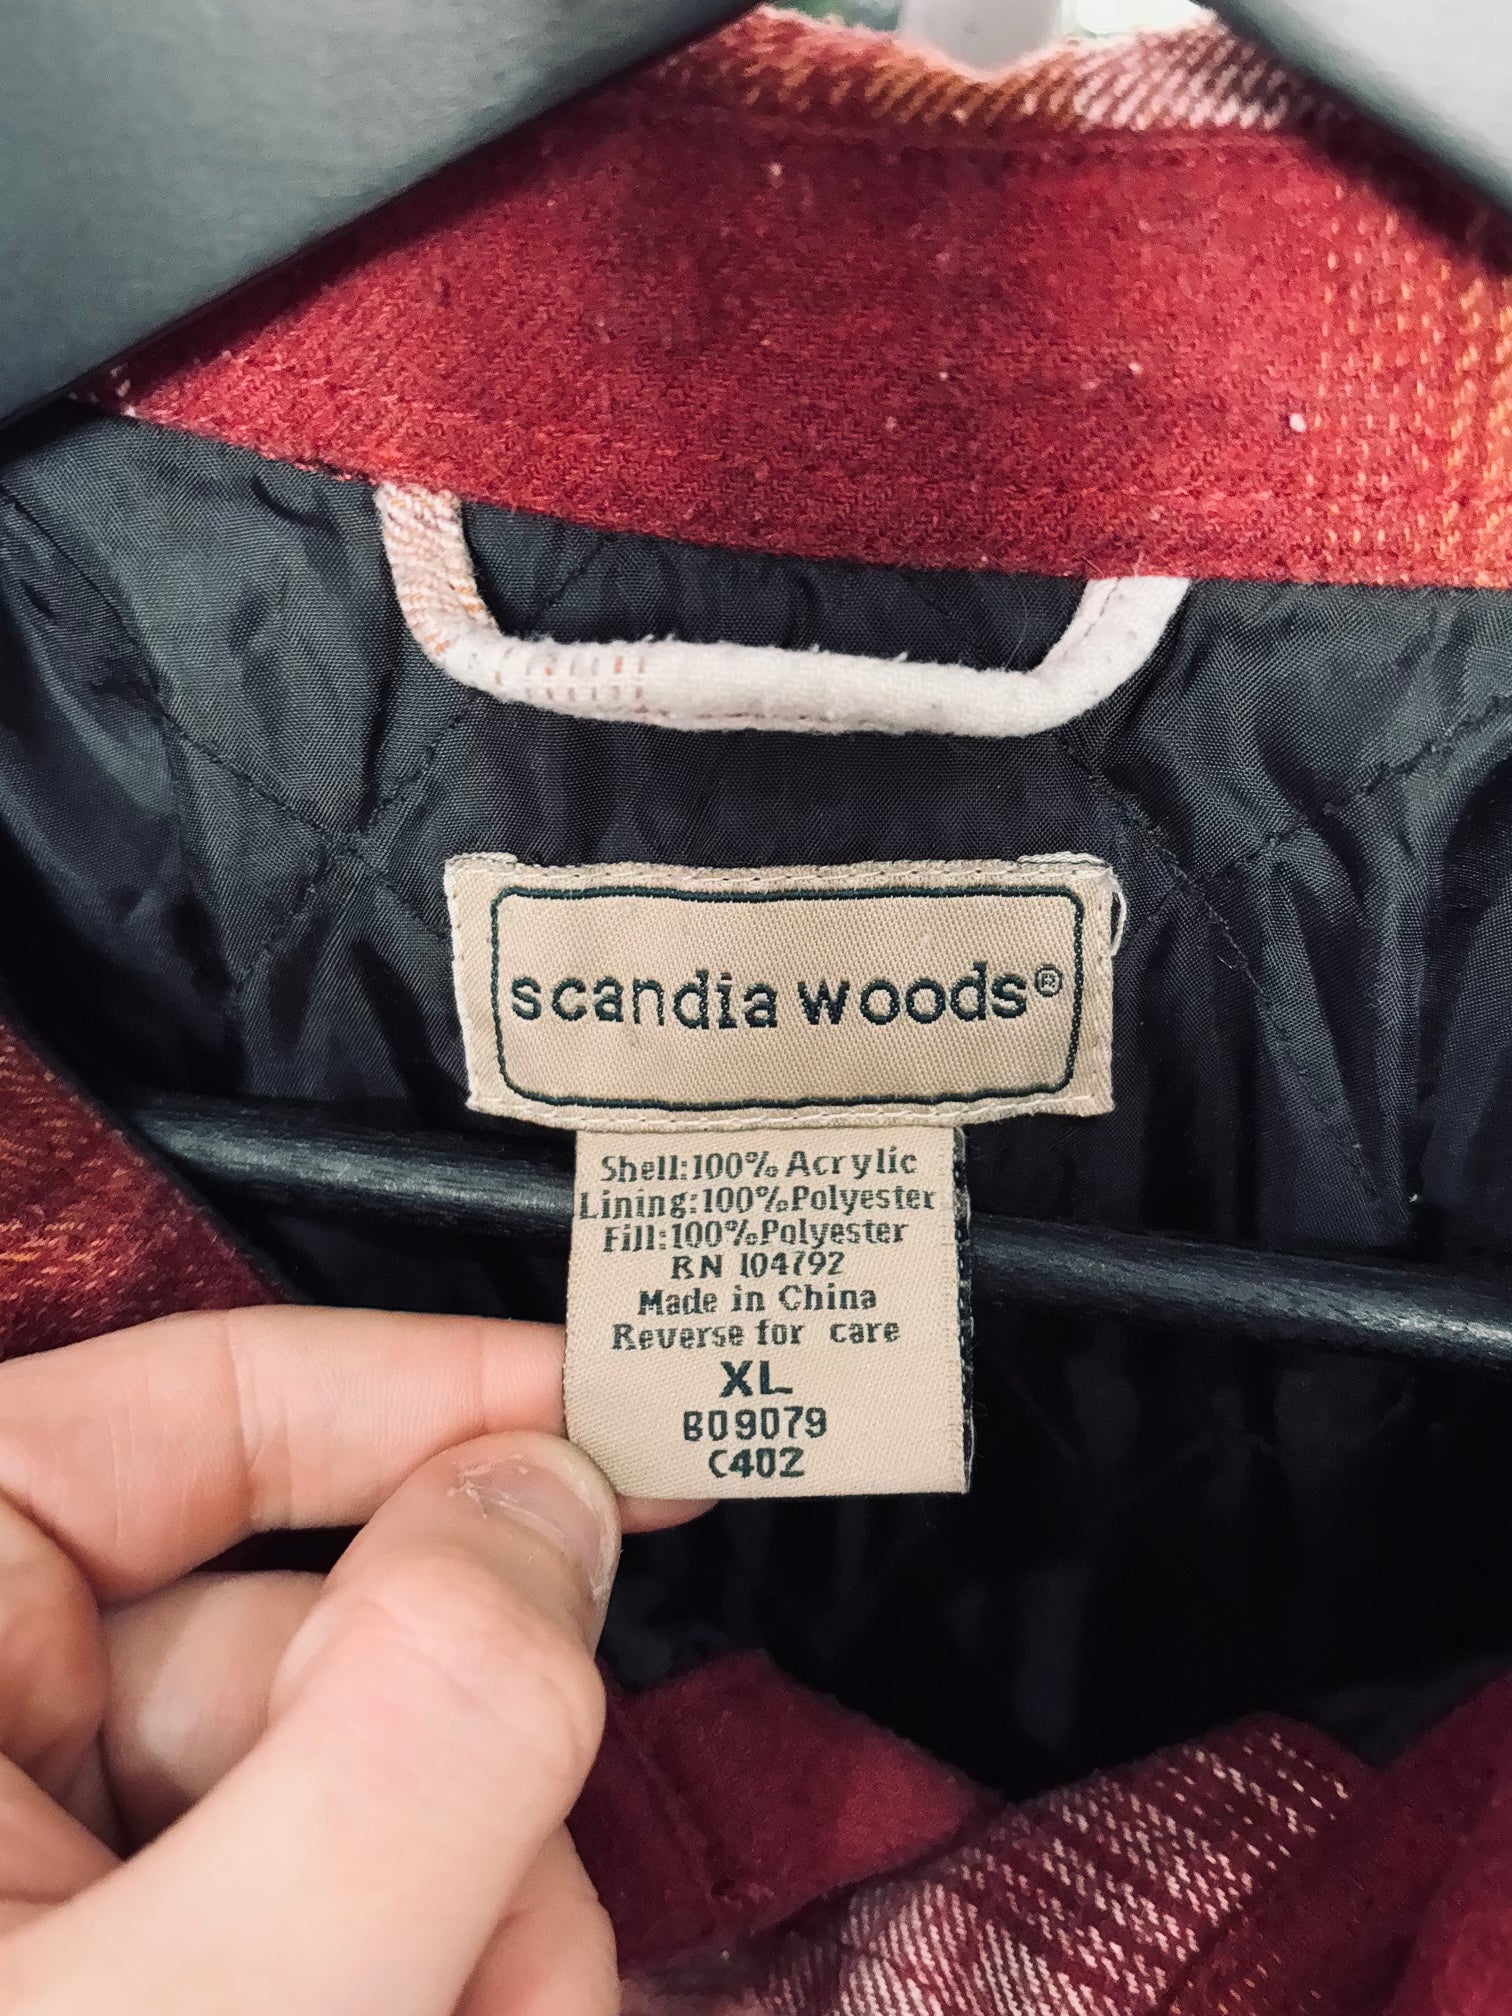 scandia woods®
Shell:100% Acrylic
Lining:100%Polyester
Fill:100%Polyester
RN 104792
Made in China
Reverse for care
XL
B09079
C402